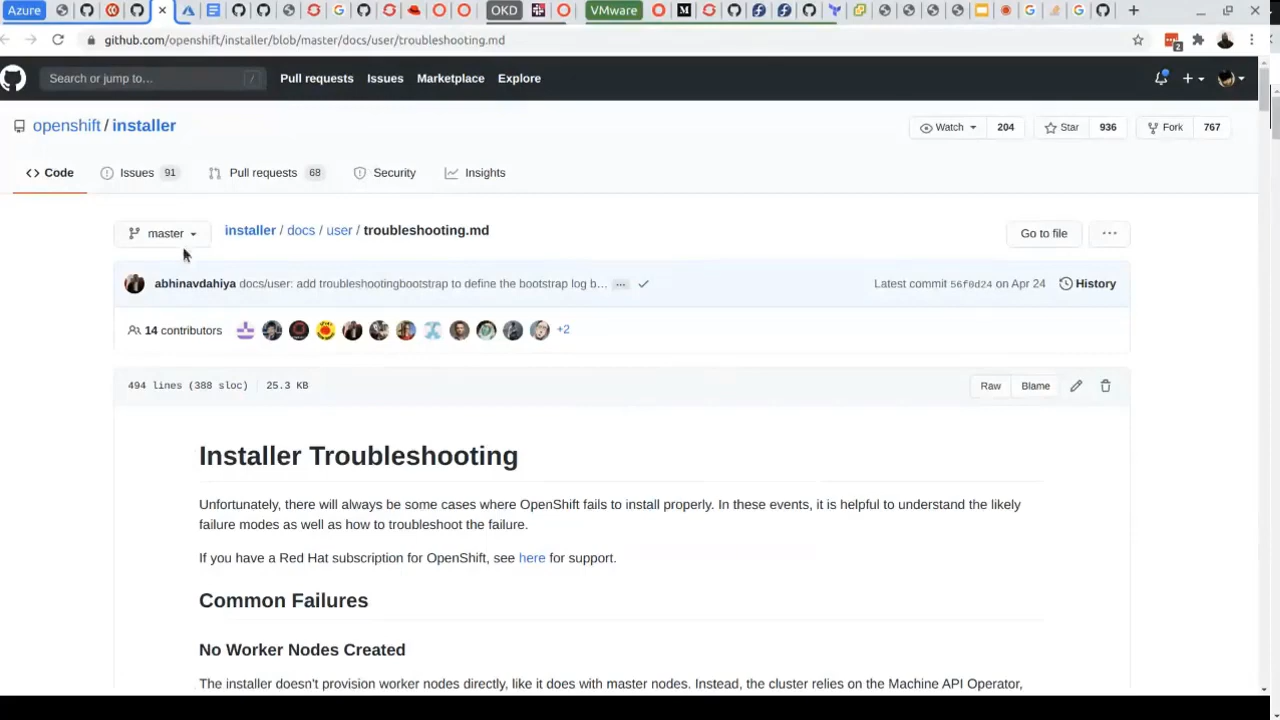 Azure
OKD
VMware
github.com/openshift/installer/blob/master/docs/user/troubleshooting.md
2
Search or jump to…
/
Pull requests
Issues
Marketplace
Explore
openshift / installer
Watch 204
Star 936
Fork 767
Code
Issues 91
Pull requests 68
Security
Insights
master
installer / docs / user / troubleshooting.md
Go to file
...
abhinavdahiya docs/user: add troubleshootingbootstrap to define the bootstrap log b… ...
Latest commit 56f0d24 on Apr 24
History
14 contributors
+2
494 lines (388 sloc) 25.3 KB
Raw
Blame
Installer Troubleshooting
Unfortunately, there will always be some cases where OpenShift fails to install properly. In these events, it is helpful to understand the likely
failure modes as well as how to troubleshoot the failure.
If you have a Red Hat subscription for OpenShift, see here for support.
Common Failures
No Worker Nodes Created
The installer doesn't provision worker nodes directly, like it does with master nodes. Instead, the cluster relies on the Machine API Operator,